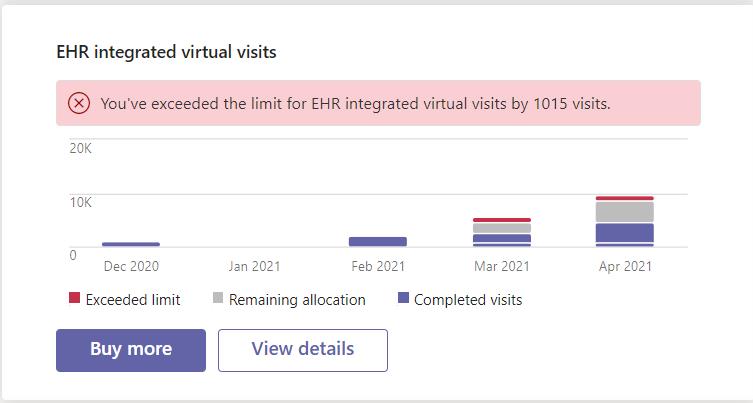 EHR integrated virtual visits
You've exceeded the limit for EHR integrated virtual visits by 1015 visits.
20K
10K
0
Dec 2020 Jan 2021 Feb 2021 Mar 2021 Apr 2021
Exceeded limit Remaining allocation Completed visits
Buy more View details